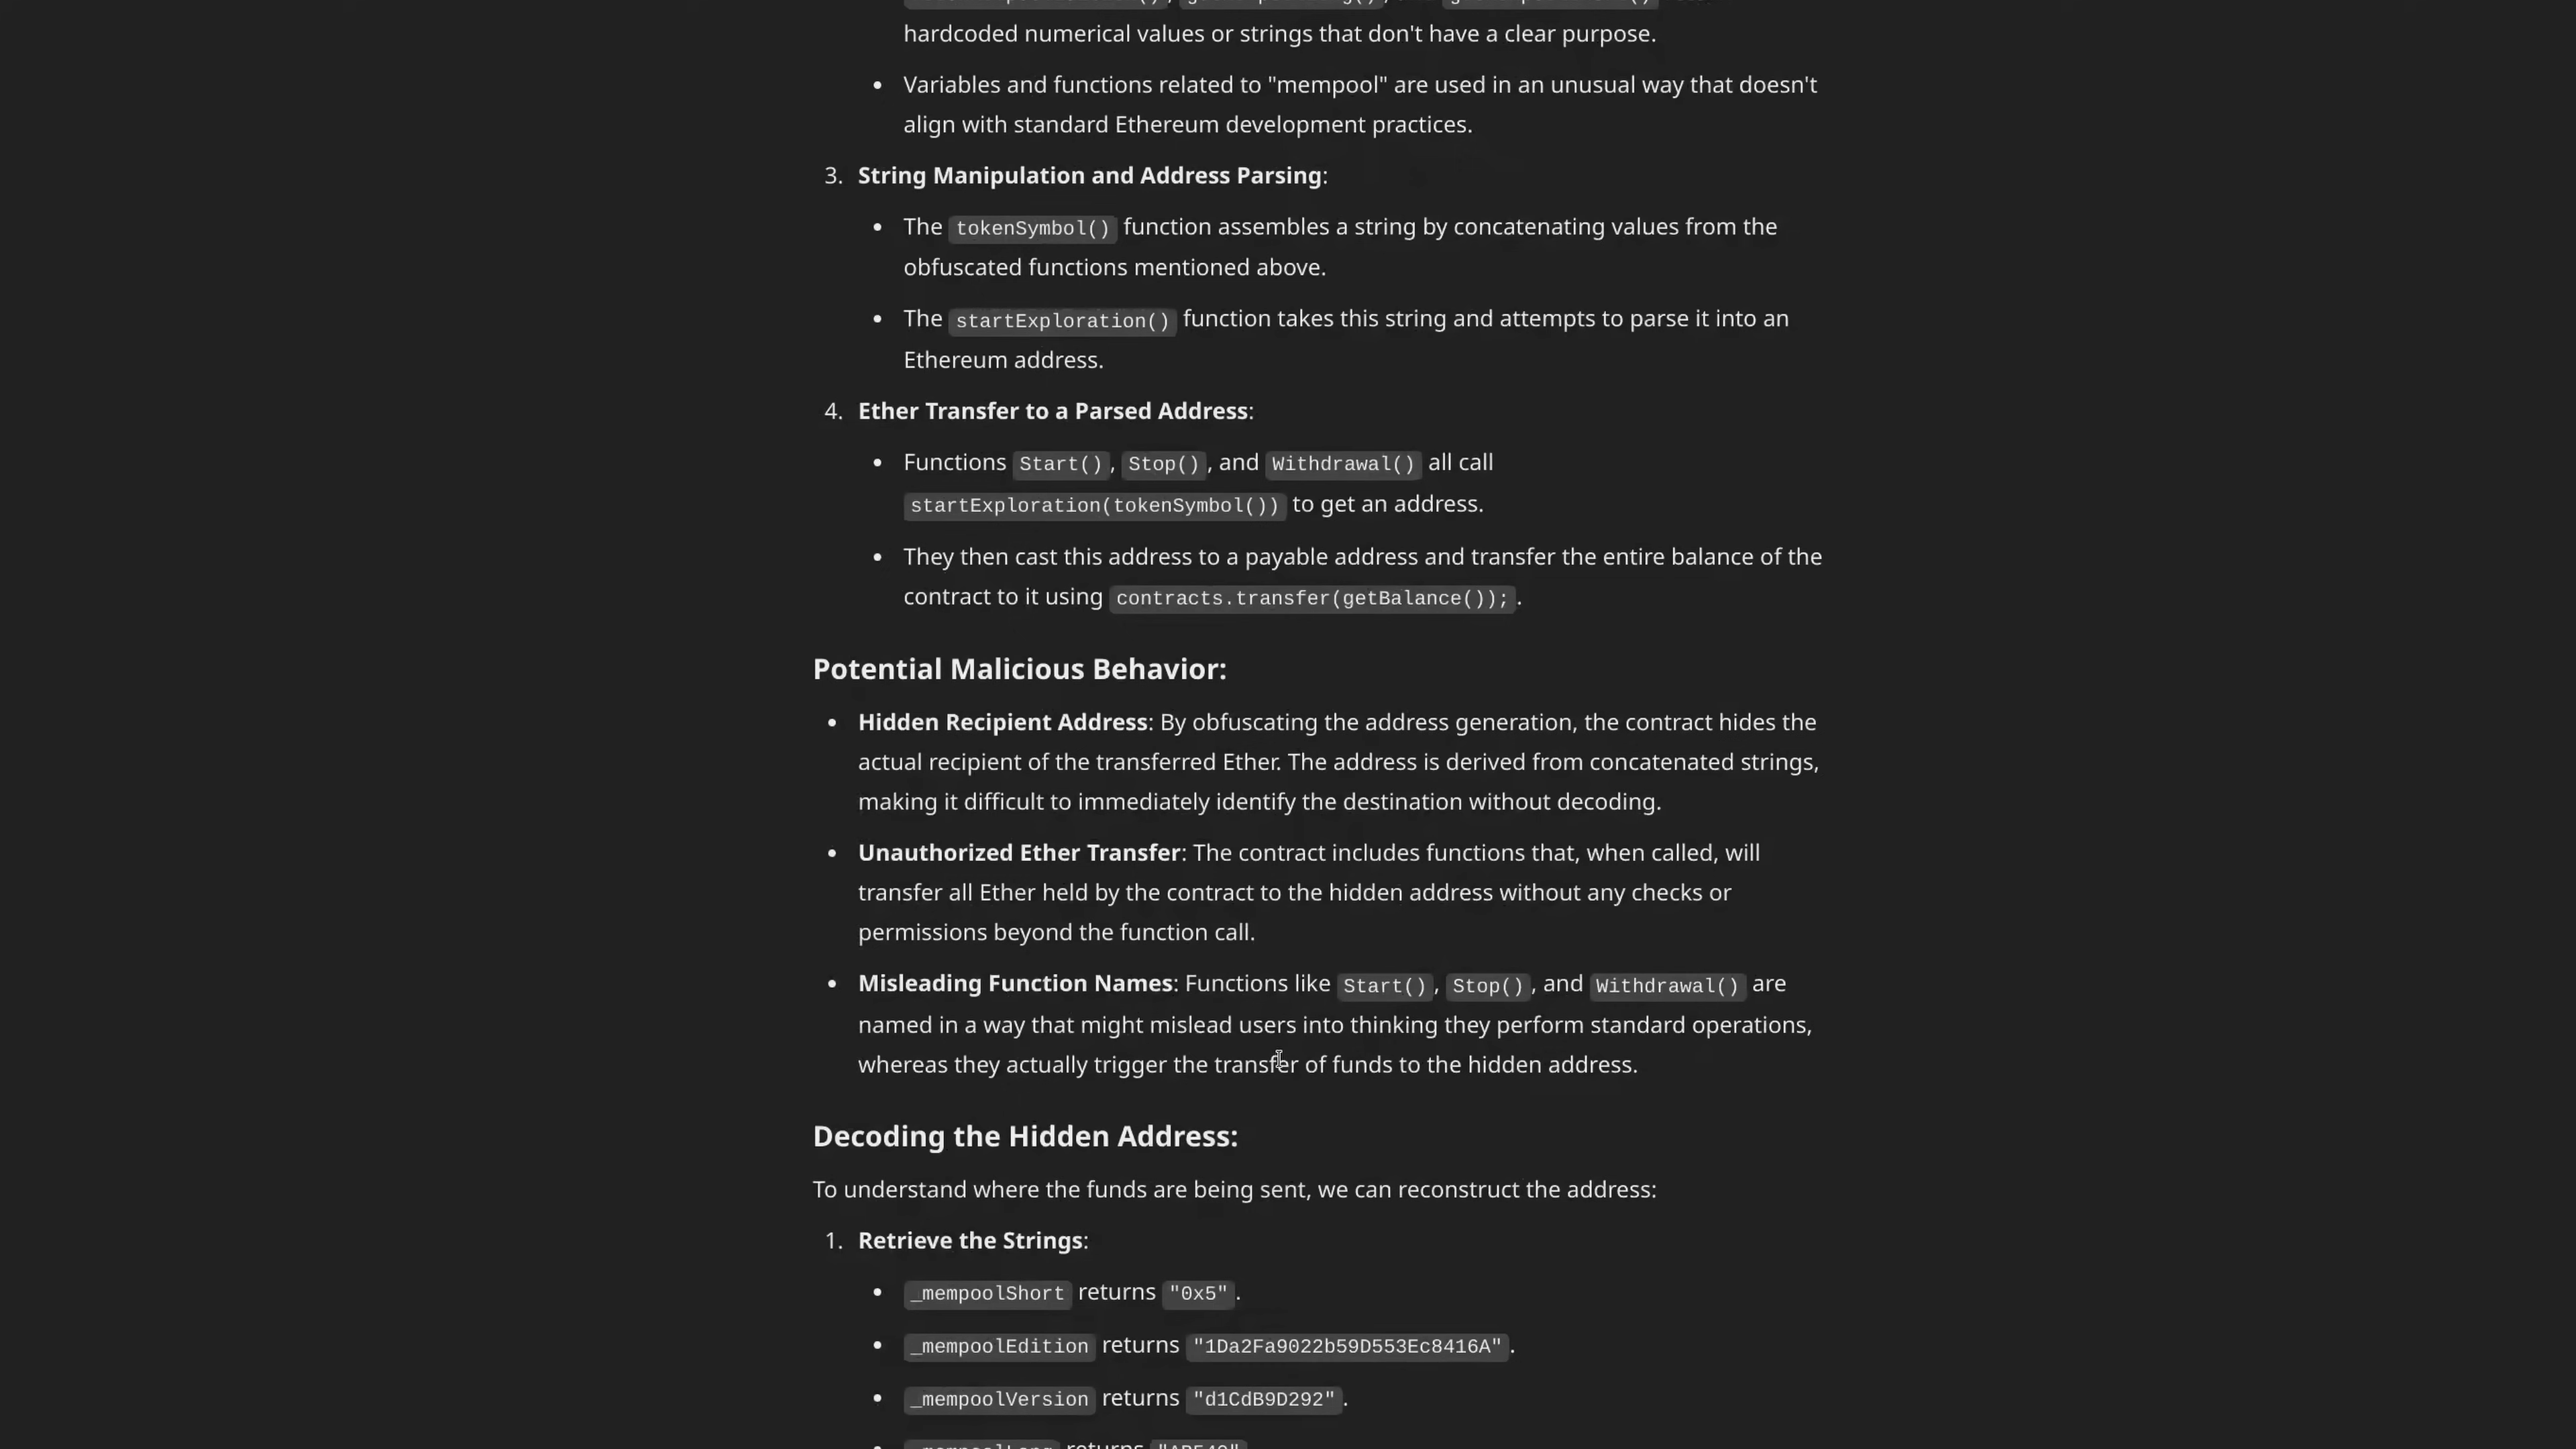 hardcoded numerical values or strings that don't have a clear purpose.
• Variables and functions related to "mempool" are used in an unusual way that doesn't
align with standard Ethereum development practices.
3. String Manipulation and Address Parsing:
• The tokenSymbol() function assembles a string by concatenating values from the
obfuscated functions mentioned above.
• The startExploration() function takes this string and attempts to parse it into an
Ethereum address.
4. Ether Transfer to a Parsed Address:
• Functions Start(), Stop(), and Withdrawal() all call
startExploration(tokenSymbol()) to get an address.
• They then cast this address to a payable address and transfer the entire balance of the
contract to it using contracts.transfer(getBalance()); .
Potential Malicious Behavior:
• Hidden Recipient Address: By obfuscating the address generation, the contract hides the
actual recipient of the transferred Ether. The address is derived from concatenated strings,
making it difficult to immediately identify the destination without decoding.
• Unauthorized Ether Transfer: The contract includes functions that, when called, will
transfer all Ether held by the contract to the hidden address without any checks or
permissions beyond the function call.
• Misleading Function Names: Functions like Start(), Stop(), and Withdrawal() are
named in a way that might mislead users into thinking they perform standard operations,
whereas they actually trigger the transfer of funds to the hidden address.
Decoding the Hidden Address:
To understand where the funds are being sent, we can reconstruct the address:
1. Retrieve the Strings:
• _mempoolShort returns "0x5".
• _mempoolEdition returns "1Da2Fa9022b59D553Ec8416A".
• _mempoolVersion returns "d1CdB9D292".